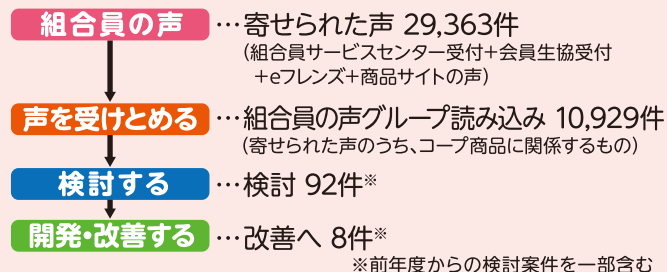 組合員の声 …寄せられた声 29,363件
(組合員サービスセンター受付+会員生協受付
+eフレンズ+商品サイトの声)
声を受けとめる …組合員の声グループ読み込み 10,929件
(寄せられた声のうち、コープ商品に関係するもの)
検討する …検討 92件※
開発・改善する …改善へ 8件※
※前年度からの検討案件を一部含む